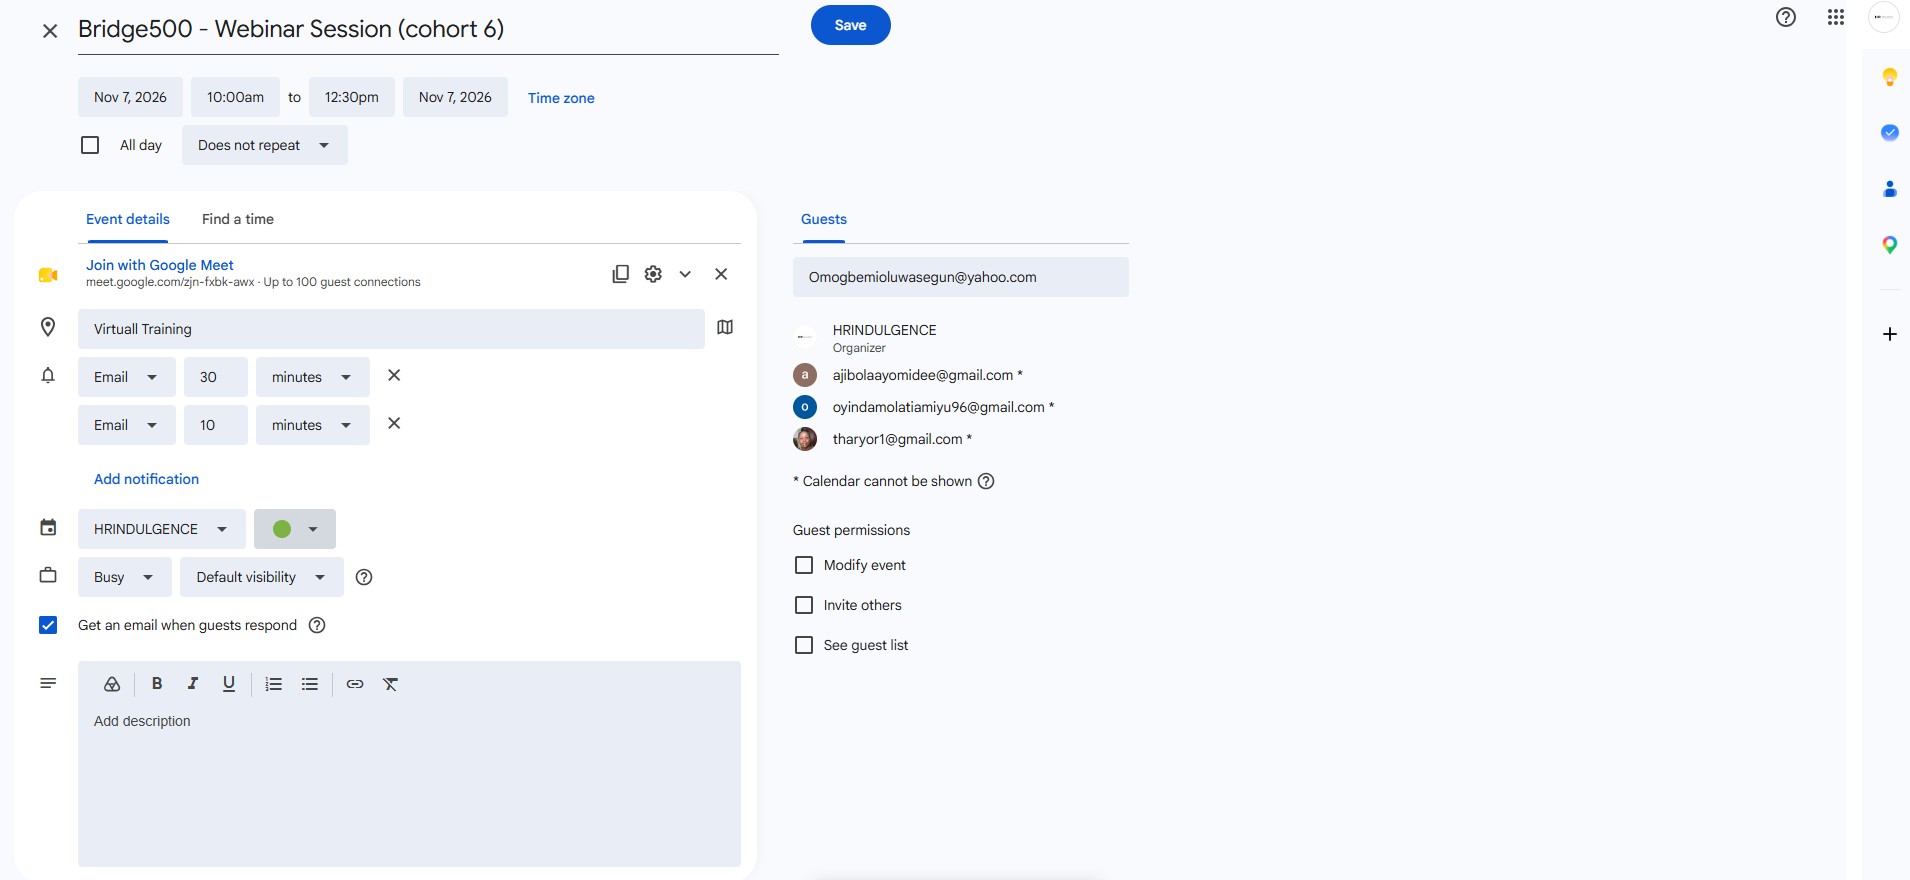 Bridge500 - Webinar Session (cohort 6)
Save
Nov 7, 2026 10:00am to 12:30pm Nov 7, 2026 Time zone
All day Does not repeat
Event details Find a time
Guests
Join with Google Meet
meet.google.com/zjn-fxbk-awx · Up to 100 guest connections
Virtuall Training
Email 30 minutes
Email 10 minutes
Add notification
HRINDULGENCE
Busy Default visibility
Get an email when guests respond
B I U
Add description
Omogbemioluwasegun@yahoo.com
HRINDULGENCE
Organizer
a ajibolaayomidee@gmail.com *
o oyindamolatiamiyu96@gmail.com *
tharyor1@gmail.com *
* Calendar cannot be shown
Guest permissions
Modify event
Invite others
See guest list